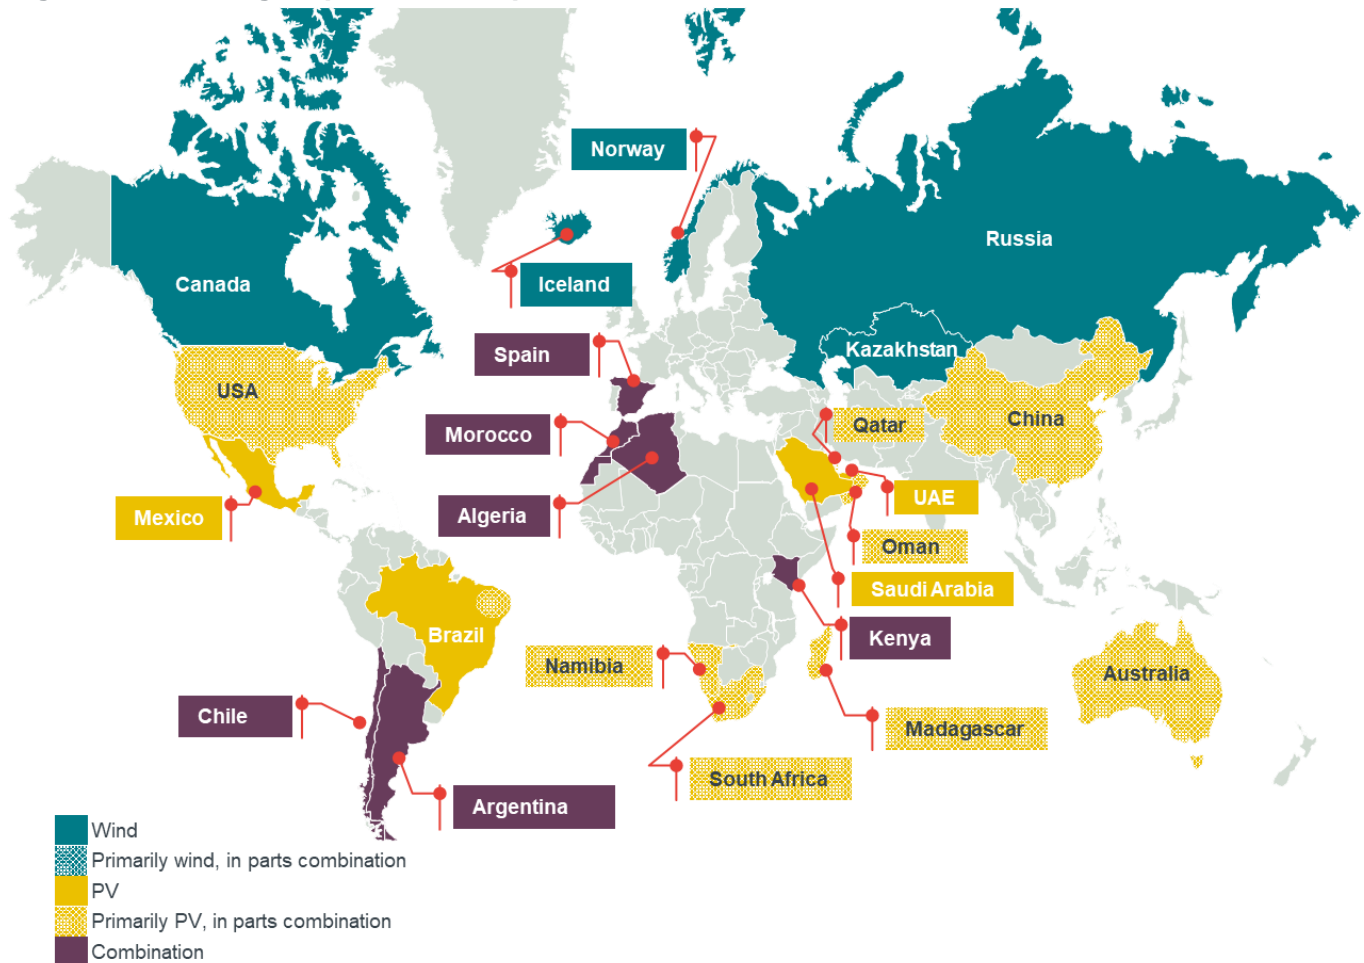 Norway
Russia
Canada
Iceland
Spain
Kazakhstan
USA
Qatar
China
Morocco
UAE
Mexico
Algeria
Oman
Saudi Arabia
Brazil
Kenya
Namibia
Australia
Chile
Madagascar
South Africa
Argentina
Wind
Primarily wind, in parts combination
PV
Primarily PV, in parts combination
Combination